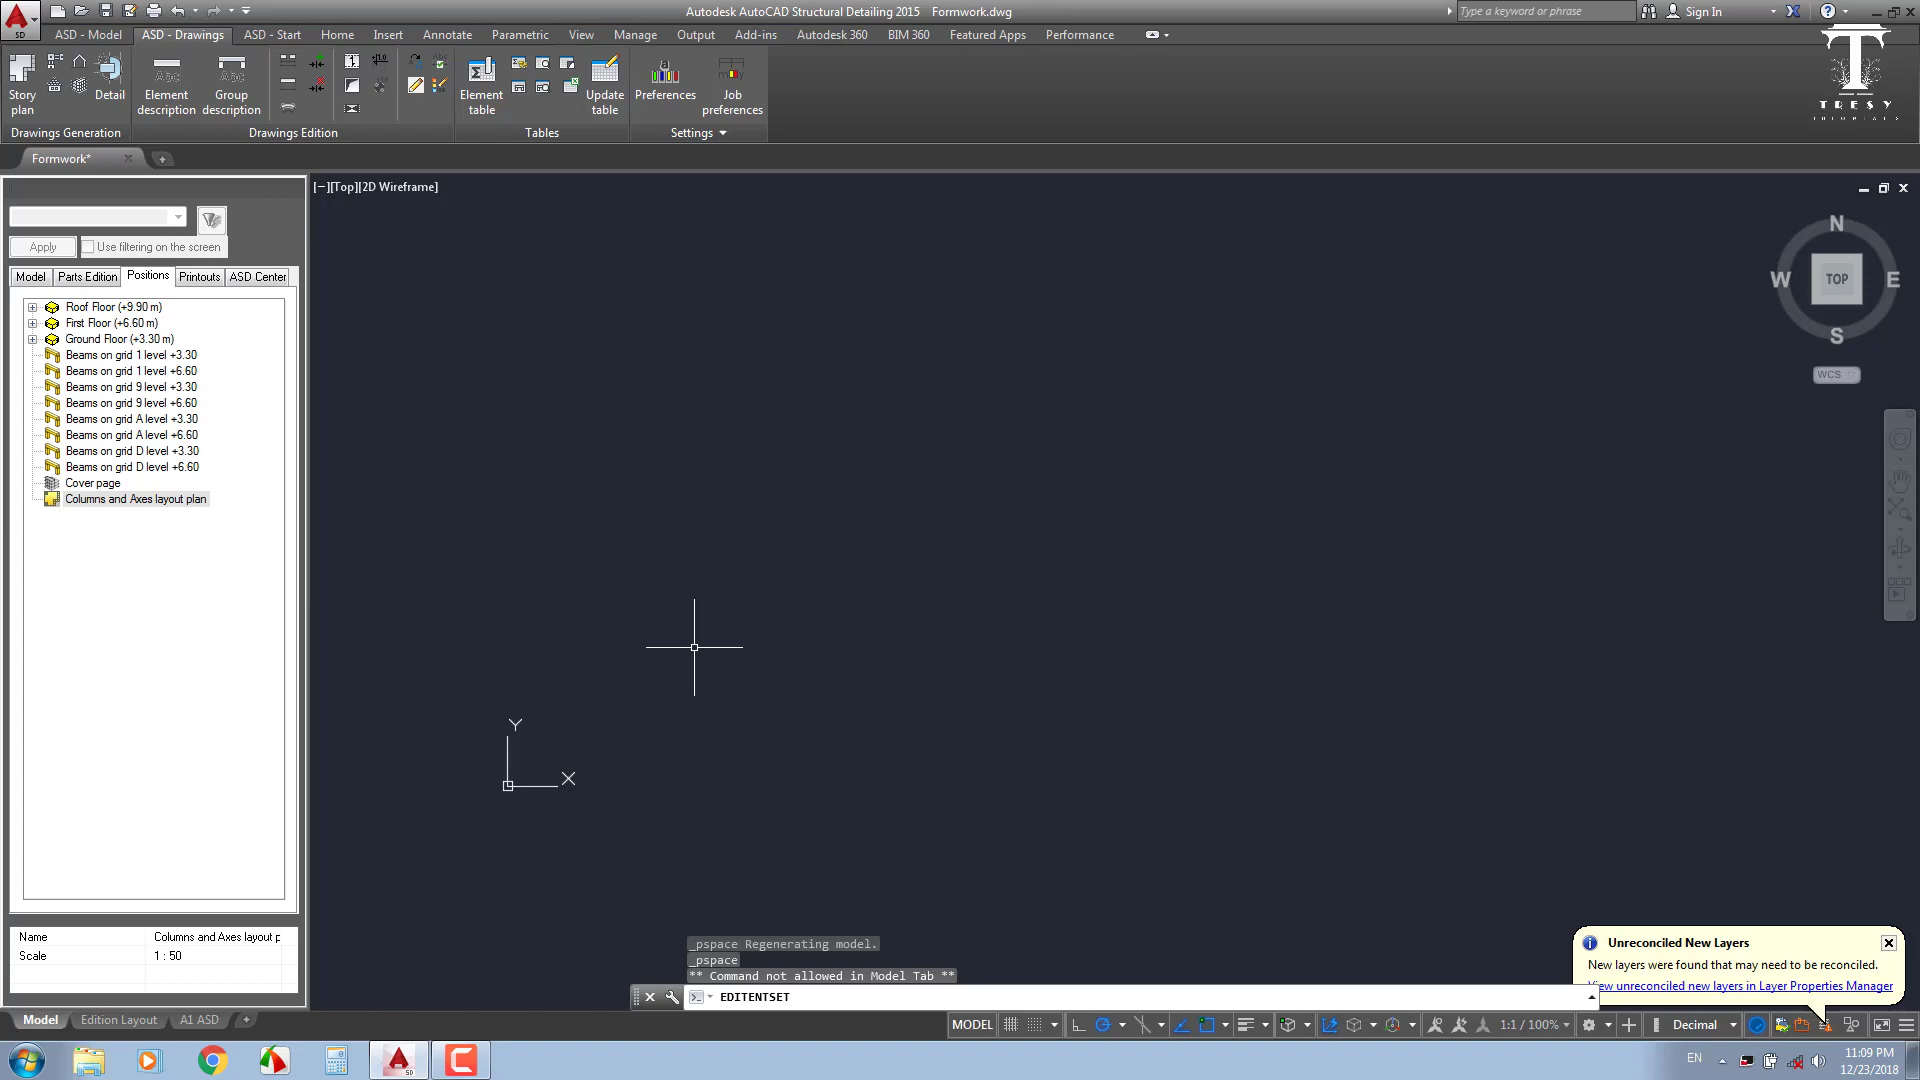 Autodesk AutoCAD Structural Detailing 2015 Formwork.dwg
Type a keyword or phrase
Sign In
SD
ASD - Model
ASD - Drawings
ASD - Start
Home
Insert
Annotate
Parametric
View
Manage
Output
Add-ins
Autodesk 360
BIM 360
Featured Apps
Performance
Story plan
Detail
Element description
Group description
Element table
Update table
Preferences
Job preferences
Drawings Generation
Drawings Edition
Tables
Settings
TRESY
Formwork*
[−][Top][2D Wireframe]
Apply
Use filtering on the screen
Model
Parts Edition
Positions
Printouts
ASD Center
Roof Floor (+9.90 m)
First Floor (+6.60 m)
Ground Floor (+3.30 m)
Beams on grid 1 level +3.30
Beams on grid 1 level +6.60
Beams on grid 9 level +3.30
Beams on grid 9 level +6.60
Beams on grid A level +3.30
Beams on grid A level +6.60
Beams on grid D level +3.30
Beams on grid D level +6.60
Cover page
Columns and Axes layout plan
N
W
TOP
E
S
WCS
Y
X
Name Columns and Axes layout p
Scale 1 : 50
_pspace Regenerating model.
_pspace
** Command not allowed in Model Tab **
EDITENTSET
Unreconciled New Layers
New layers were found that may need to be reconciled.
View unreconciled new layers in Layer Properties Manager
Model
Edition Layout
A1 ASD
MODEL
1:1 / 100%
Decimal
EN
11:09 PM
12/23/2018